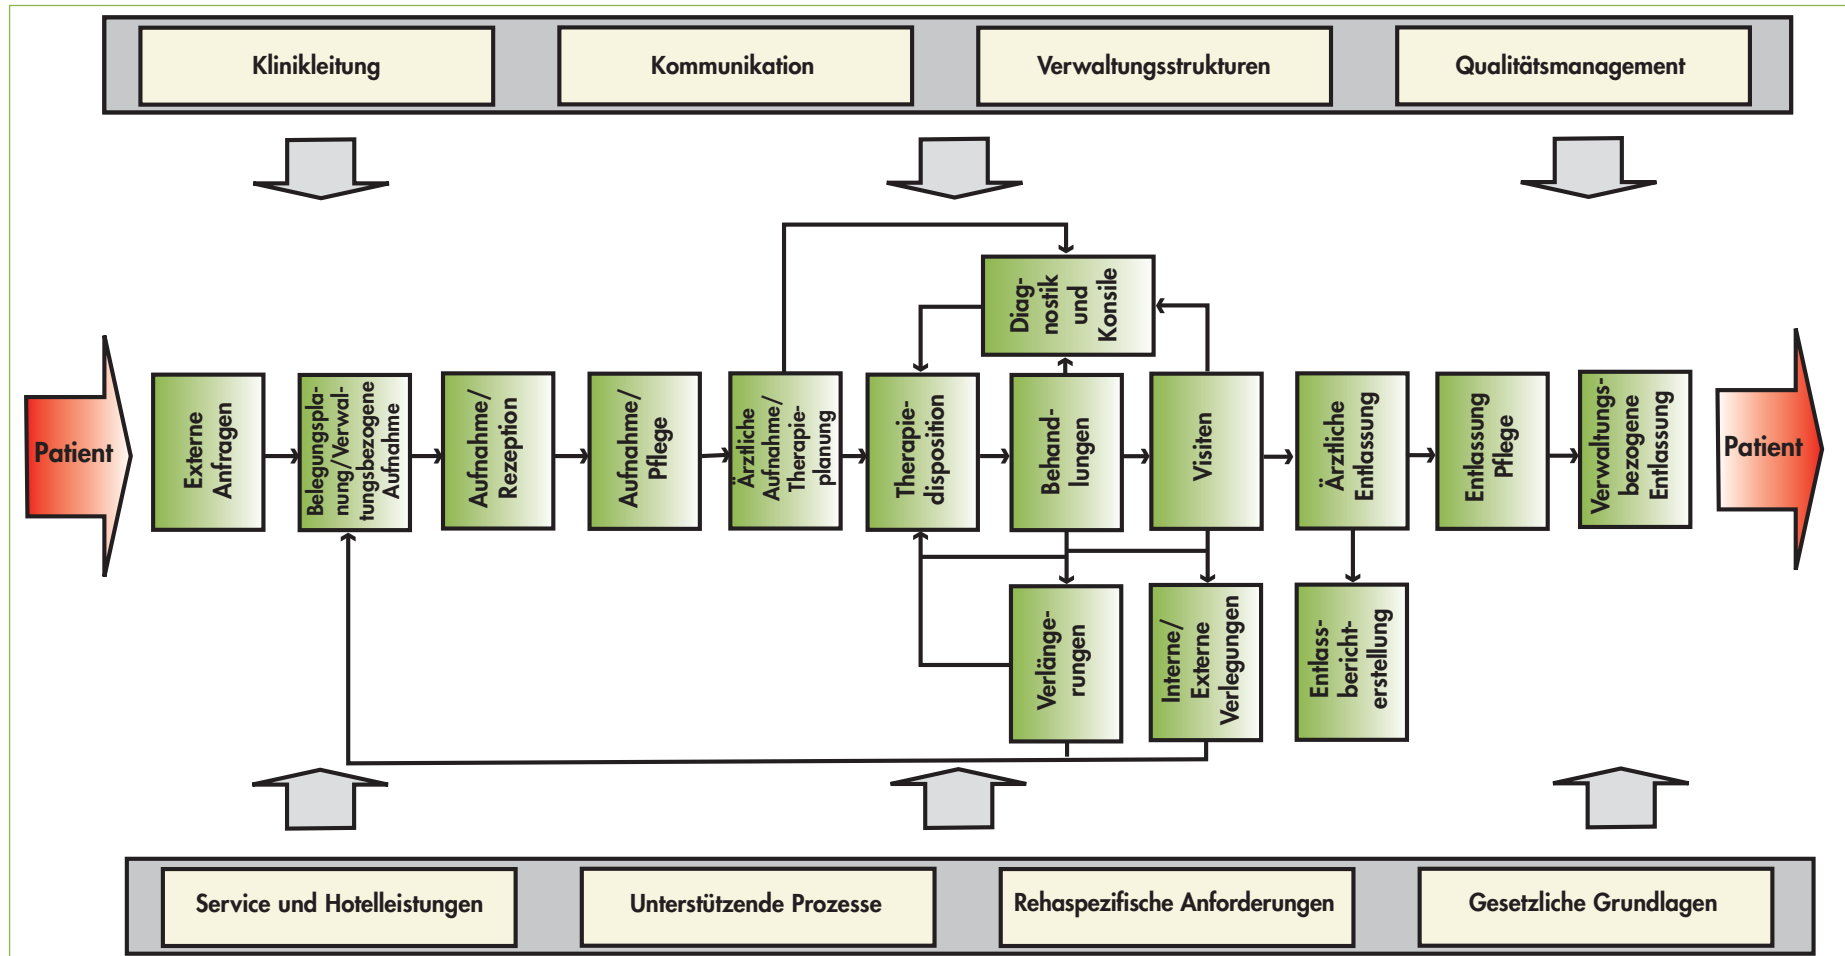 Klinikleitung
Kommunikation
Verwaltungsstrukturen
Qualitätsmanagement
Patient
Externe
Anfragen
Belegungspla-
nung/Verwal-
tungsbezogene
Aufnahme
Aufnahme/
Rezeption
Aufnahme/
Pflege
Ärztliche
Aufnahme/
Therapie-
planung
Therapie-
disposition
Behand-
lungen
Diag-
nostik
und
Konsile
Visiten
Ärztliche
Entlassung
Entlassung
Pflege
Verwaltungs-
bezogene
Entlassung
Patient
Verlänge-
rungen
Interne/
Externe
Verlegungen
Entlass-
bericht-
erstellung
Service und Hotelleistungen
Unterstützende Prozesse
Rehaspezifische Anforderungen
Gesetzliche Grundlagen